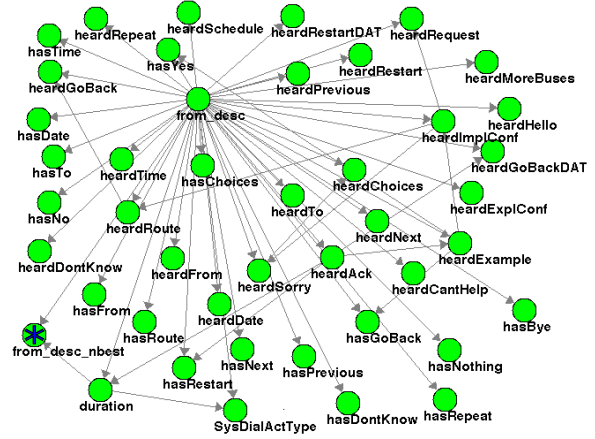 heardRepeat
heardSchedule
heardRestartDAT
heardRequest
hasTime
hasYes
heardRestart
heardMoreBuses
heardGoBack
heardPrevious
from_desc
heardHello
hasDate
heardImplConf
hasTo
heardTime
hasChoices
heardChoices
heardGoBackDAT
hasNo
heardRoute
heardTo
heardNext
heardExplConf
heardDontKnow
heardFrom
heardSorry
heardAck
heardExample
heardCantHelp
hasFrom
heardDate
hasRoute
hasGoBack
hasBye
from_desc_nbest
hasRestart
hasNext
hasPrevious
hasNothing
duration
SysDialActType
hasDontKnow
hasRepeat